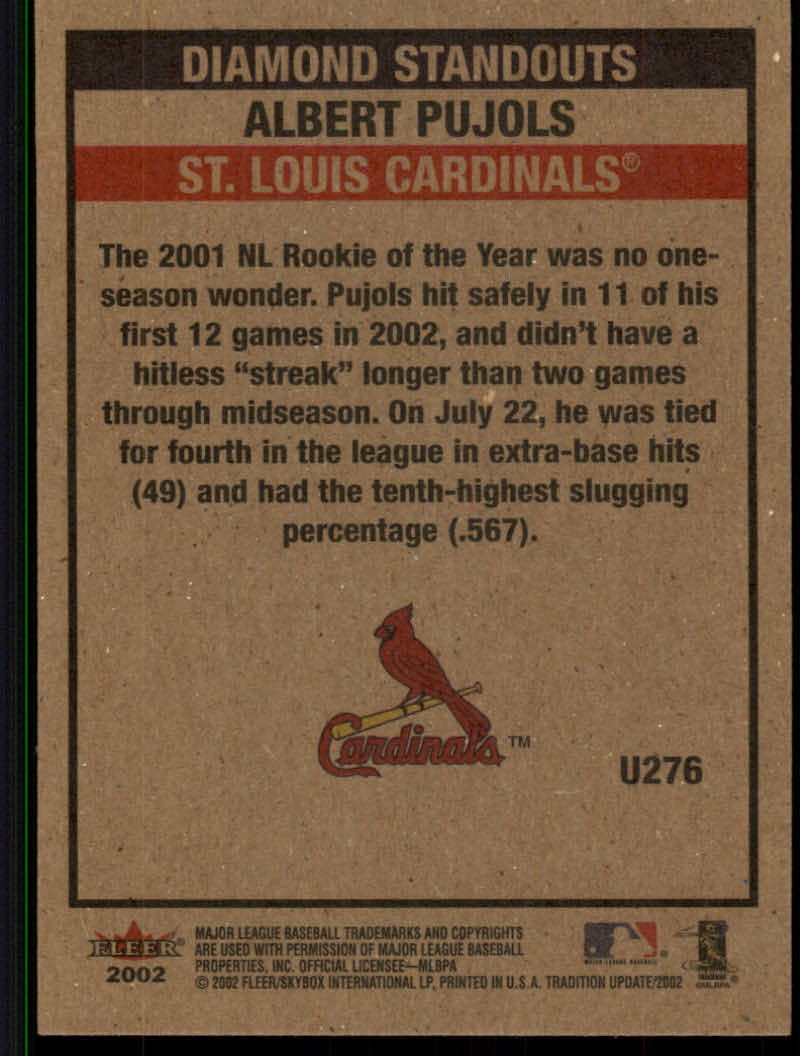 DIAMOND STANDOUTS
ALBERT PUJOLS
ST. LOUIS CARDINALS®
The 2001 NL Rookie of the Year was no one-
season wonder. Pujols hit safely in 11 of his
first 12 games in 2002, and didn't have a
hitless “streak” longer than two games
through midseason. On July 22, he was tied
for fourth in the league in extra-base hits
(49) and had the tenth-highest slugging
percentage (.567).
Cardinals™
U276
FLEER®
2002
MAJOR LEAGUE BASEBALL TRADEMARKS AND COPYRIGHTS
ARE USED WITH PERMISSION OF MAJOR LEAGUE BASEBALL
PROPERTIES, INC. OFFICIAL LICENSEE–MLBPA
© 2002 FLEER/SKYBOX INTERNATIONAL LP, PRINTED IN U.S.A. TRADITION UPDATE/2002
MAJOR LEAGUE BASEBALL